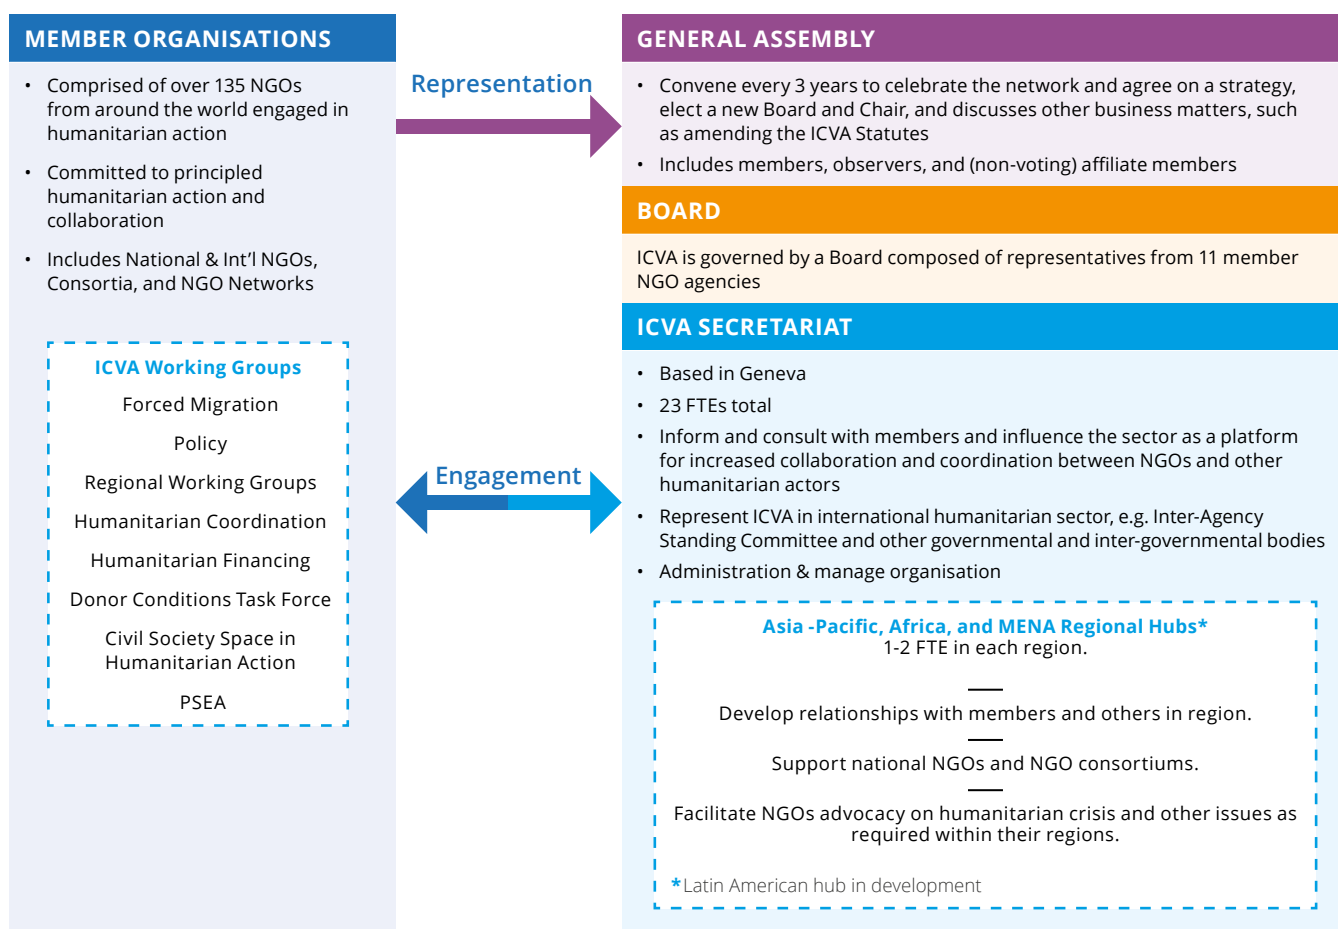 MEMBER ORGANISATIONS
• Comprised of over 135 NGOs
from around the world engaged in
humanitarian action
• Committed to principled
humanitarian action and
collaboration
• Includes National & Int’l NGOs,
Consortia, and NGO Networks
ICVA Working Groups
Forced Migration
Policy
Regional Working Groups
Humanitarian Coordination
Humanitarian Financing
Donor Conditions Task Force
Civil Society Space in
Humanitarian Action
PSEA
Representation
Engagement
GENERAL ASSEMBLY
• Convene every 3 years to celebrate the network and agree on a strategy,
elect a new Board and Chair, and discusses other business matters, such
as amending the ICVA Statutes
• Includes members, observers, and (non-voting) affiliate members
BOARD
ICVA is governed by a Board composed of representatives from 11 member
NGO agencies
ICVA SECRETARIAT
• Based in Geneva
• 23 FTEs total
• Inform and consult with members and influence the sector as a platform
for increased collaboration and coordination between NGOs and other
humanitarian actors
• Represent ICVA in international humanitarian sector, e.g. Inter-Agency
Standing Committee and other governmental and inter-governmental bodies
• Administration & manage organisation
Asia -Pacific, Africa, and MENA Regional Hubs*
1-2 FTE in each region.
Develop relationships with members and others in region.
Support national NGOs and NGO consortiums.
Facilitate NGOs advocacy on humanitarian crisis and other issues as
required within their regions.
*Latin American hub in development